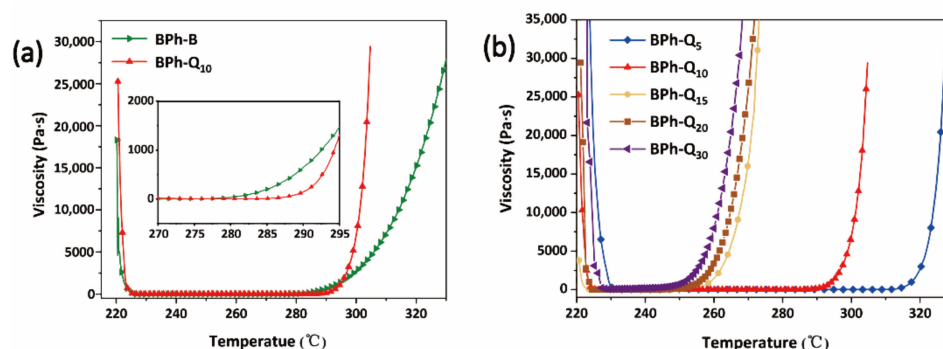 (a)
BPh-B
BPh-Q10
Viscosity (Pa·s)
30,000
25,000
20,000
15,000
10,000
5000
0
2000
1000
0
270 275 280 285 290 295
220 240 260 280 300 320
Temperatue (℃)
(b)
BPh-Q5
BPh-Q10
BPh-Q15
BPh-Q20
BPh-Q30
Viscosity (Pa·s)
35,000
30,000
25,000
20,000
15,000
10,000
5000
0
220 240 260 280 300 320
Temperature (℃)